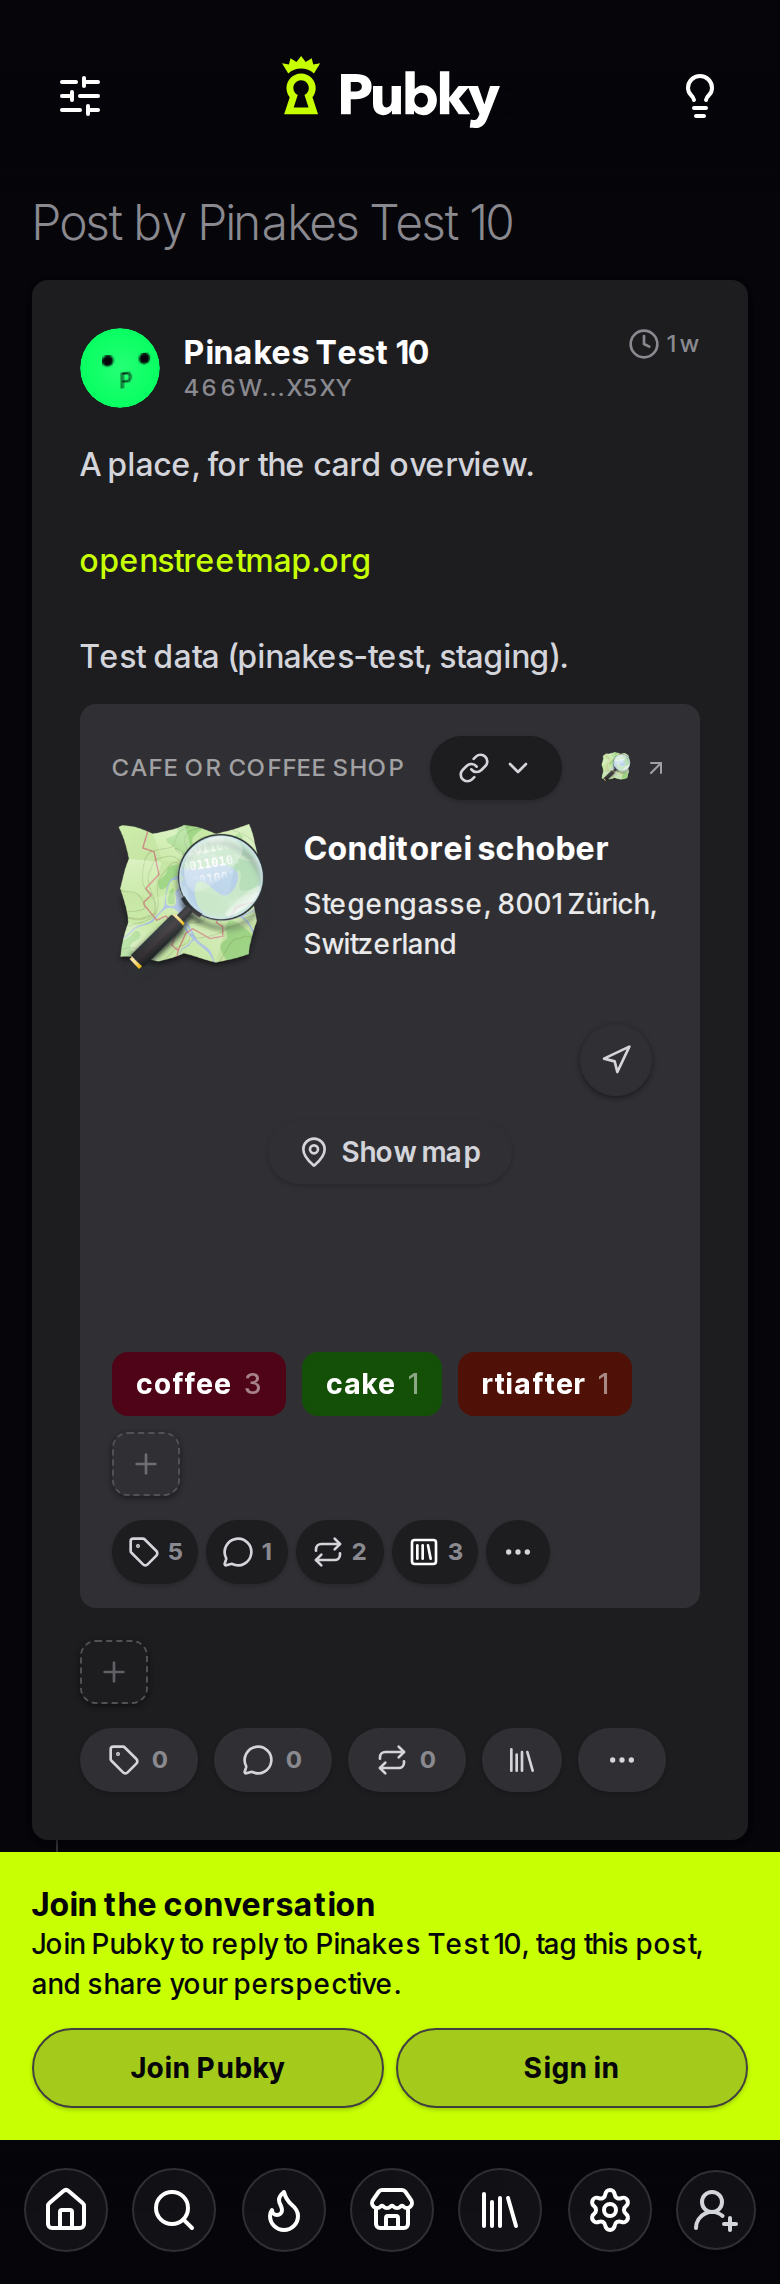 Pubky
Post by Pinakes Test 10
Pinakes Test 10
466W...X5XY
1w
A place, for the card overview.
openstreetmap.org
Test data (pinakes-test, staging).
CAFE OR COFFEE SHOP
Conditorei schober
Stegengasse, 8001 Zürich,
Switzerland
Show map
coffee 3
cake 1
rtiafter 1
5
1
2
3
0
0
0
Join the conversation
Join Pubky to reply to Pinakes Test 10, tag this post,
and share your perspective.
Join Pubky
Sign in